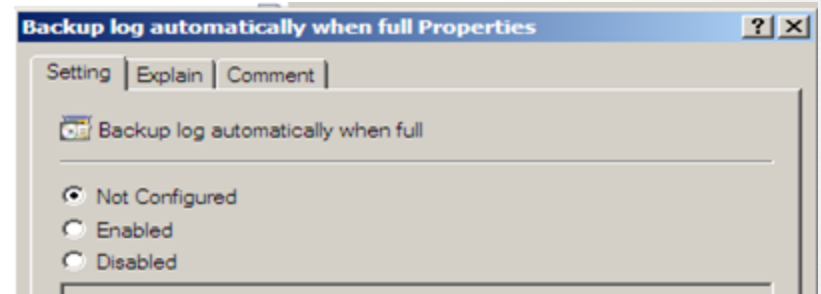 Backup log automatically when full Properties
Setting Explain Comment
Backup log automatically when full
Not Configured
Enabled
Disabled